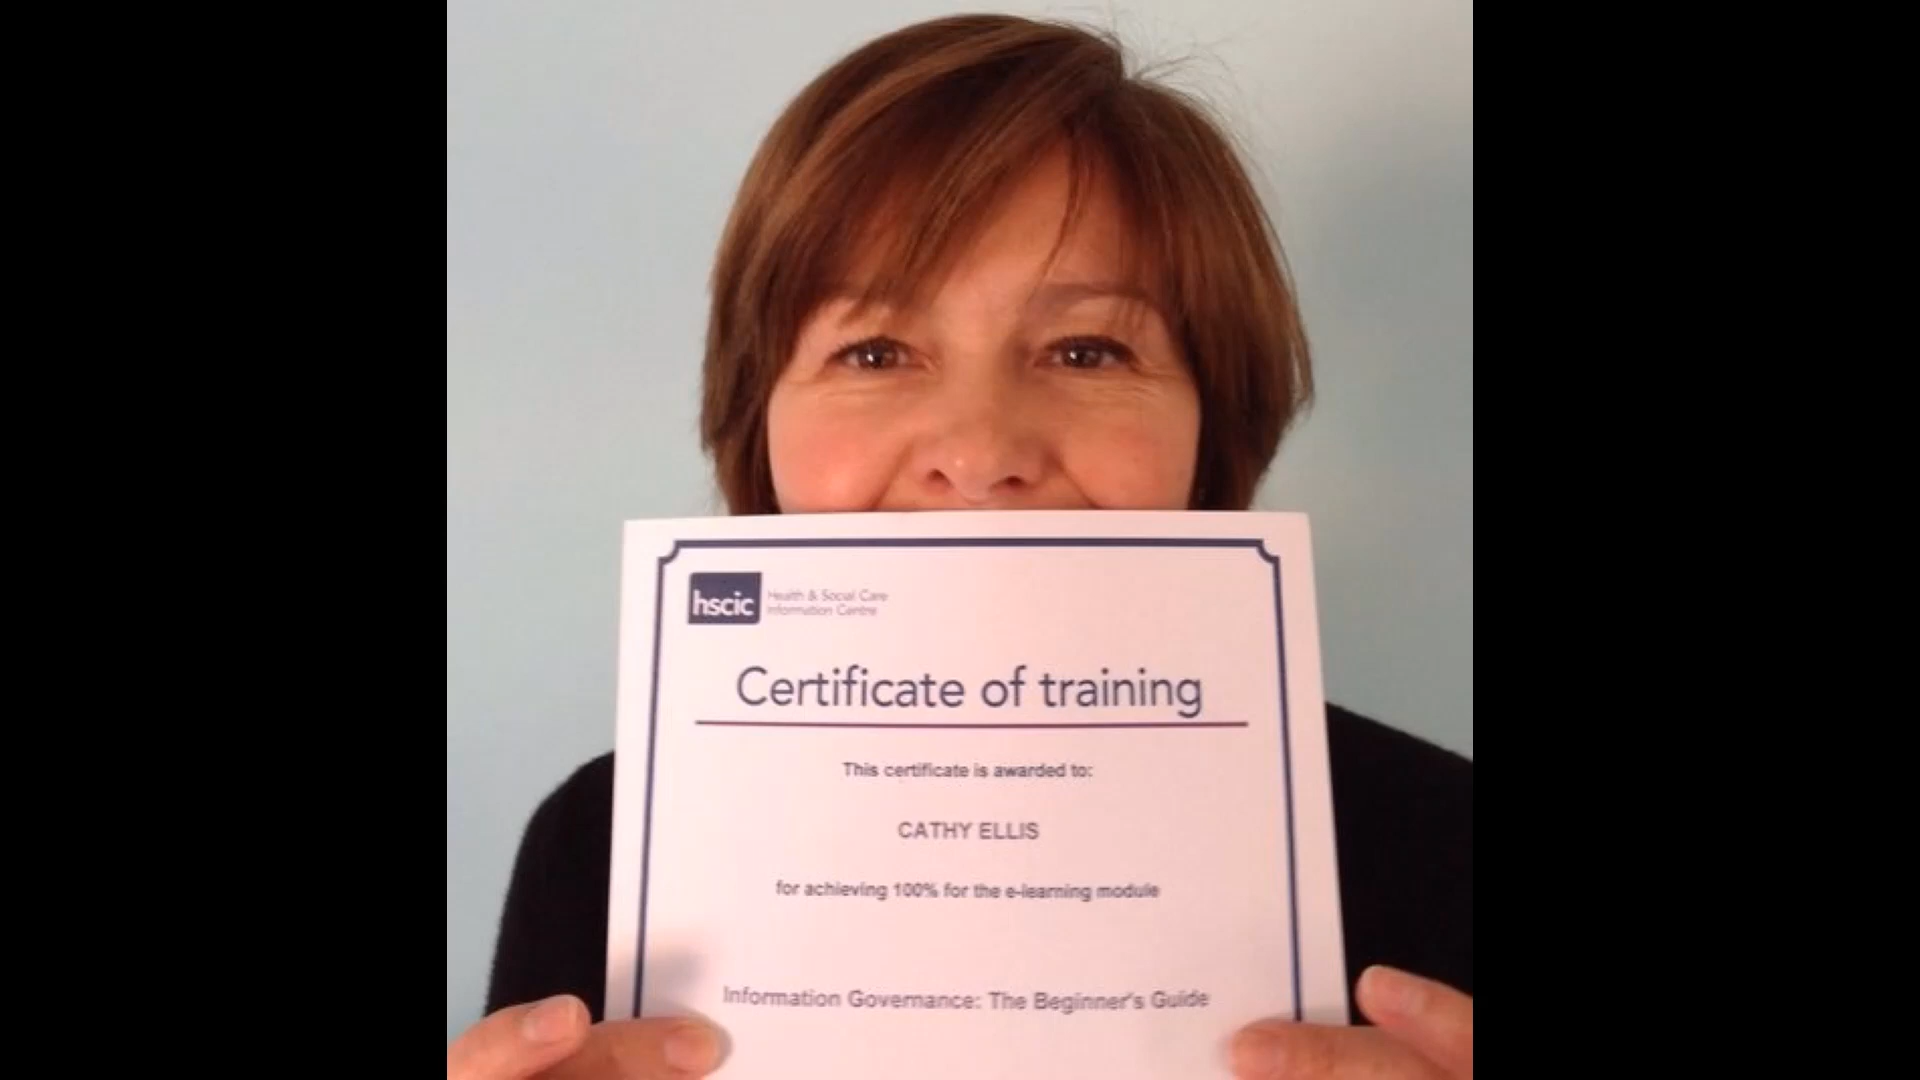 hscic
Health & Social Care
Information Centre
Certificate of training
This certificate is awarded to:
CATHY ELLIS
for achieving 100% for the e-learning module
Information Governance: The Beginner's Guide